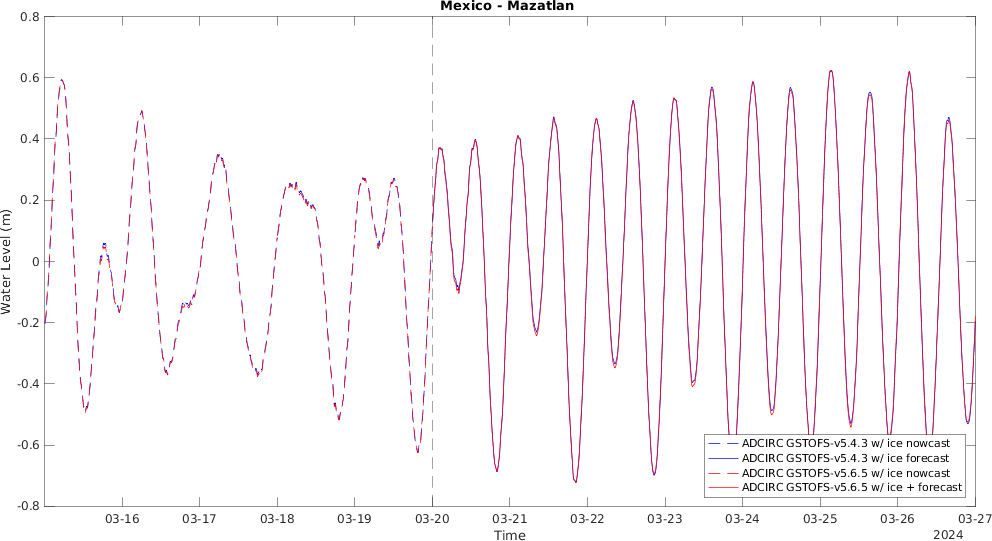 Mexico - Mazatlan
0.8
0.6
0.4
0.2
0
-0.2
-0.4
-0.6
-0.8
Water Level (m)
ADCIRC GSTOFS-v5.4.3 w/ ice nowcast
ADCIRC GSTOFS-v5.4.3 w/ ice forecast
ADCIRC GSTOFS-v5.6.5 w/ ice nowcast
ADCIRC GSTOFS-v5.6.5 w/ ice + forecast
03-16 03-17 03-18 03-19 03-20 03-21 03-22 03-23 03-24 03-25 03-26 03-27
Time
2024